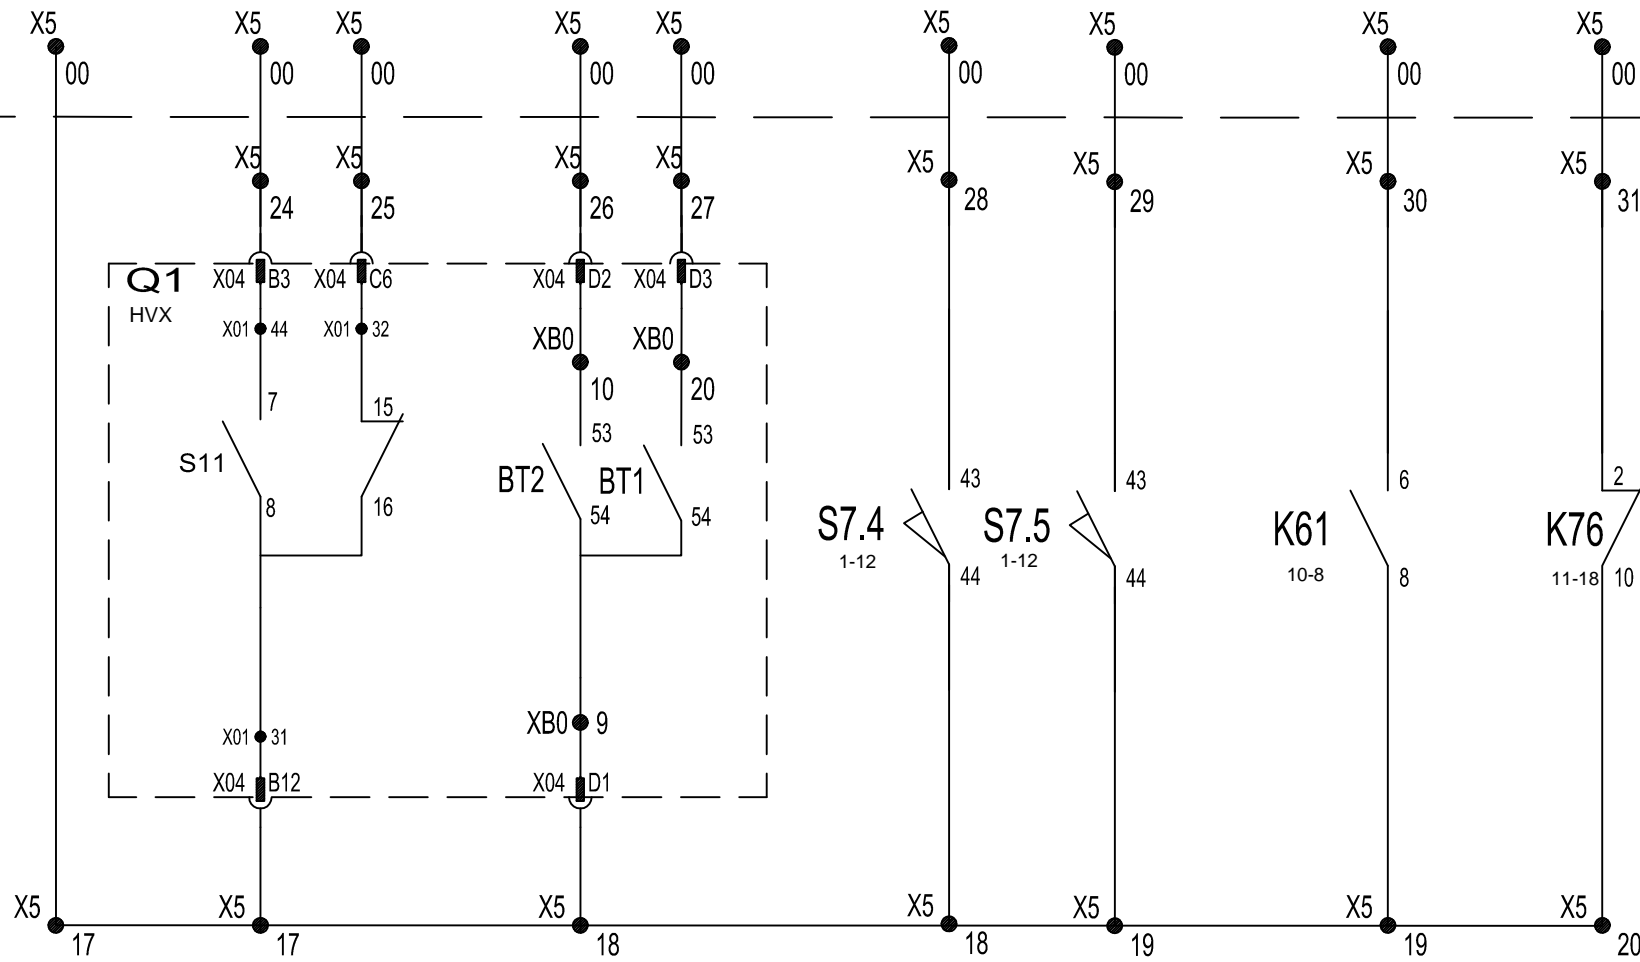 X5 X5 X5 X5 X5 X5 X5 X5 X5
00 00 00 00 00 00 00 00 00
X5 X5 X5 X5 X5 X5 X5 X5
24 25 26 27 28 29 30 31
Q1 X04 B3 X04 C6 X04 D2 X04 D3
HVX
X01 44 X01 32
XB0 XB0
10 20
7 15
53 53
S11
BT2 BT1
43 43 6 2
8 16
54 54
S7.4 S7.5 K61 K76
1-12 1-12 10-8 11-18
44 44 8 10
XB0 9
X01 31
X04 B12 X04 D1
X5 X5 X5 X5 X5 X5 X5
17 17 18 18 19 19 20